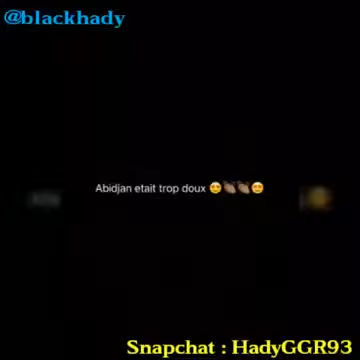 @blackhady
Abidjan etait trop doux 😍👏🏾👏🏾😍
Snapchat : HadyGGR93